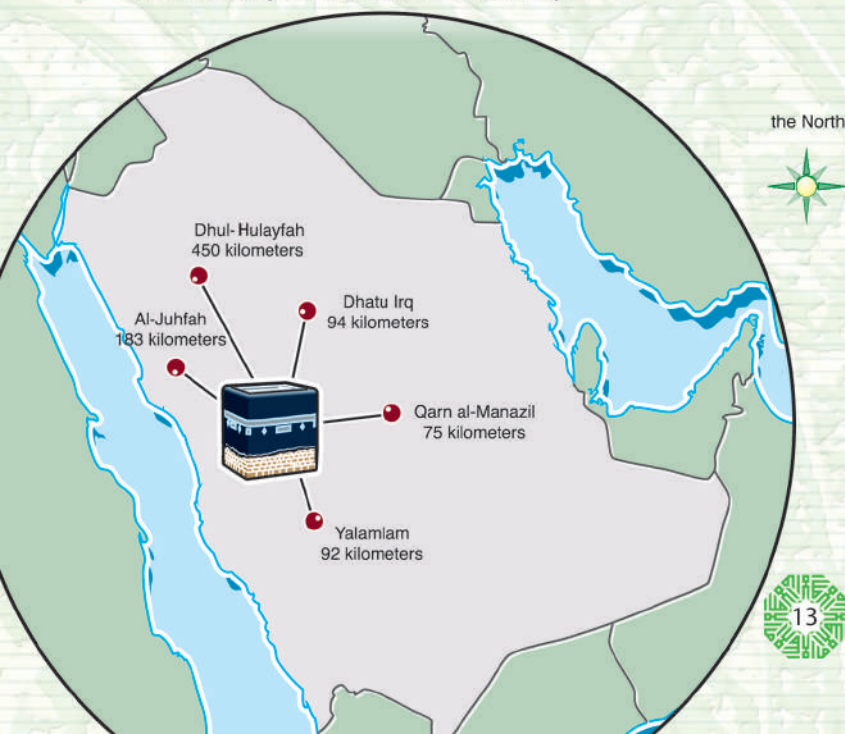 the North
Dhul-Hulayfah
450 kilometers
Dhatu Irq
94 kilometers
Al-Juhfah
183 kilometers
Qarn al-Manazil
75 kilometers
Yalamlam
92 kilometers
13